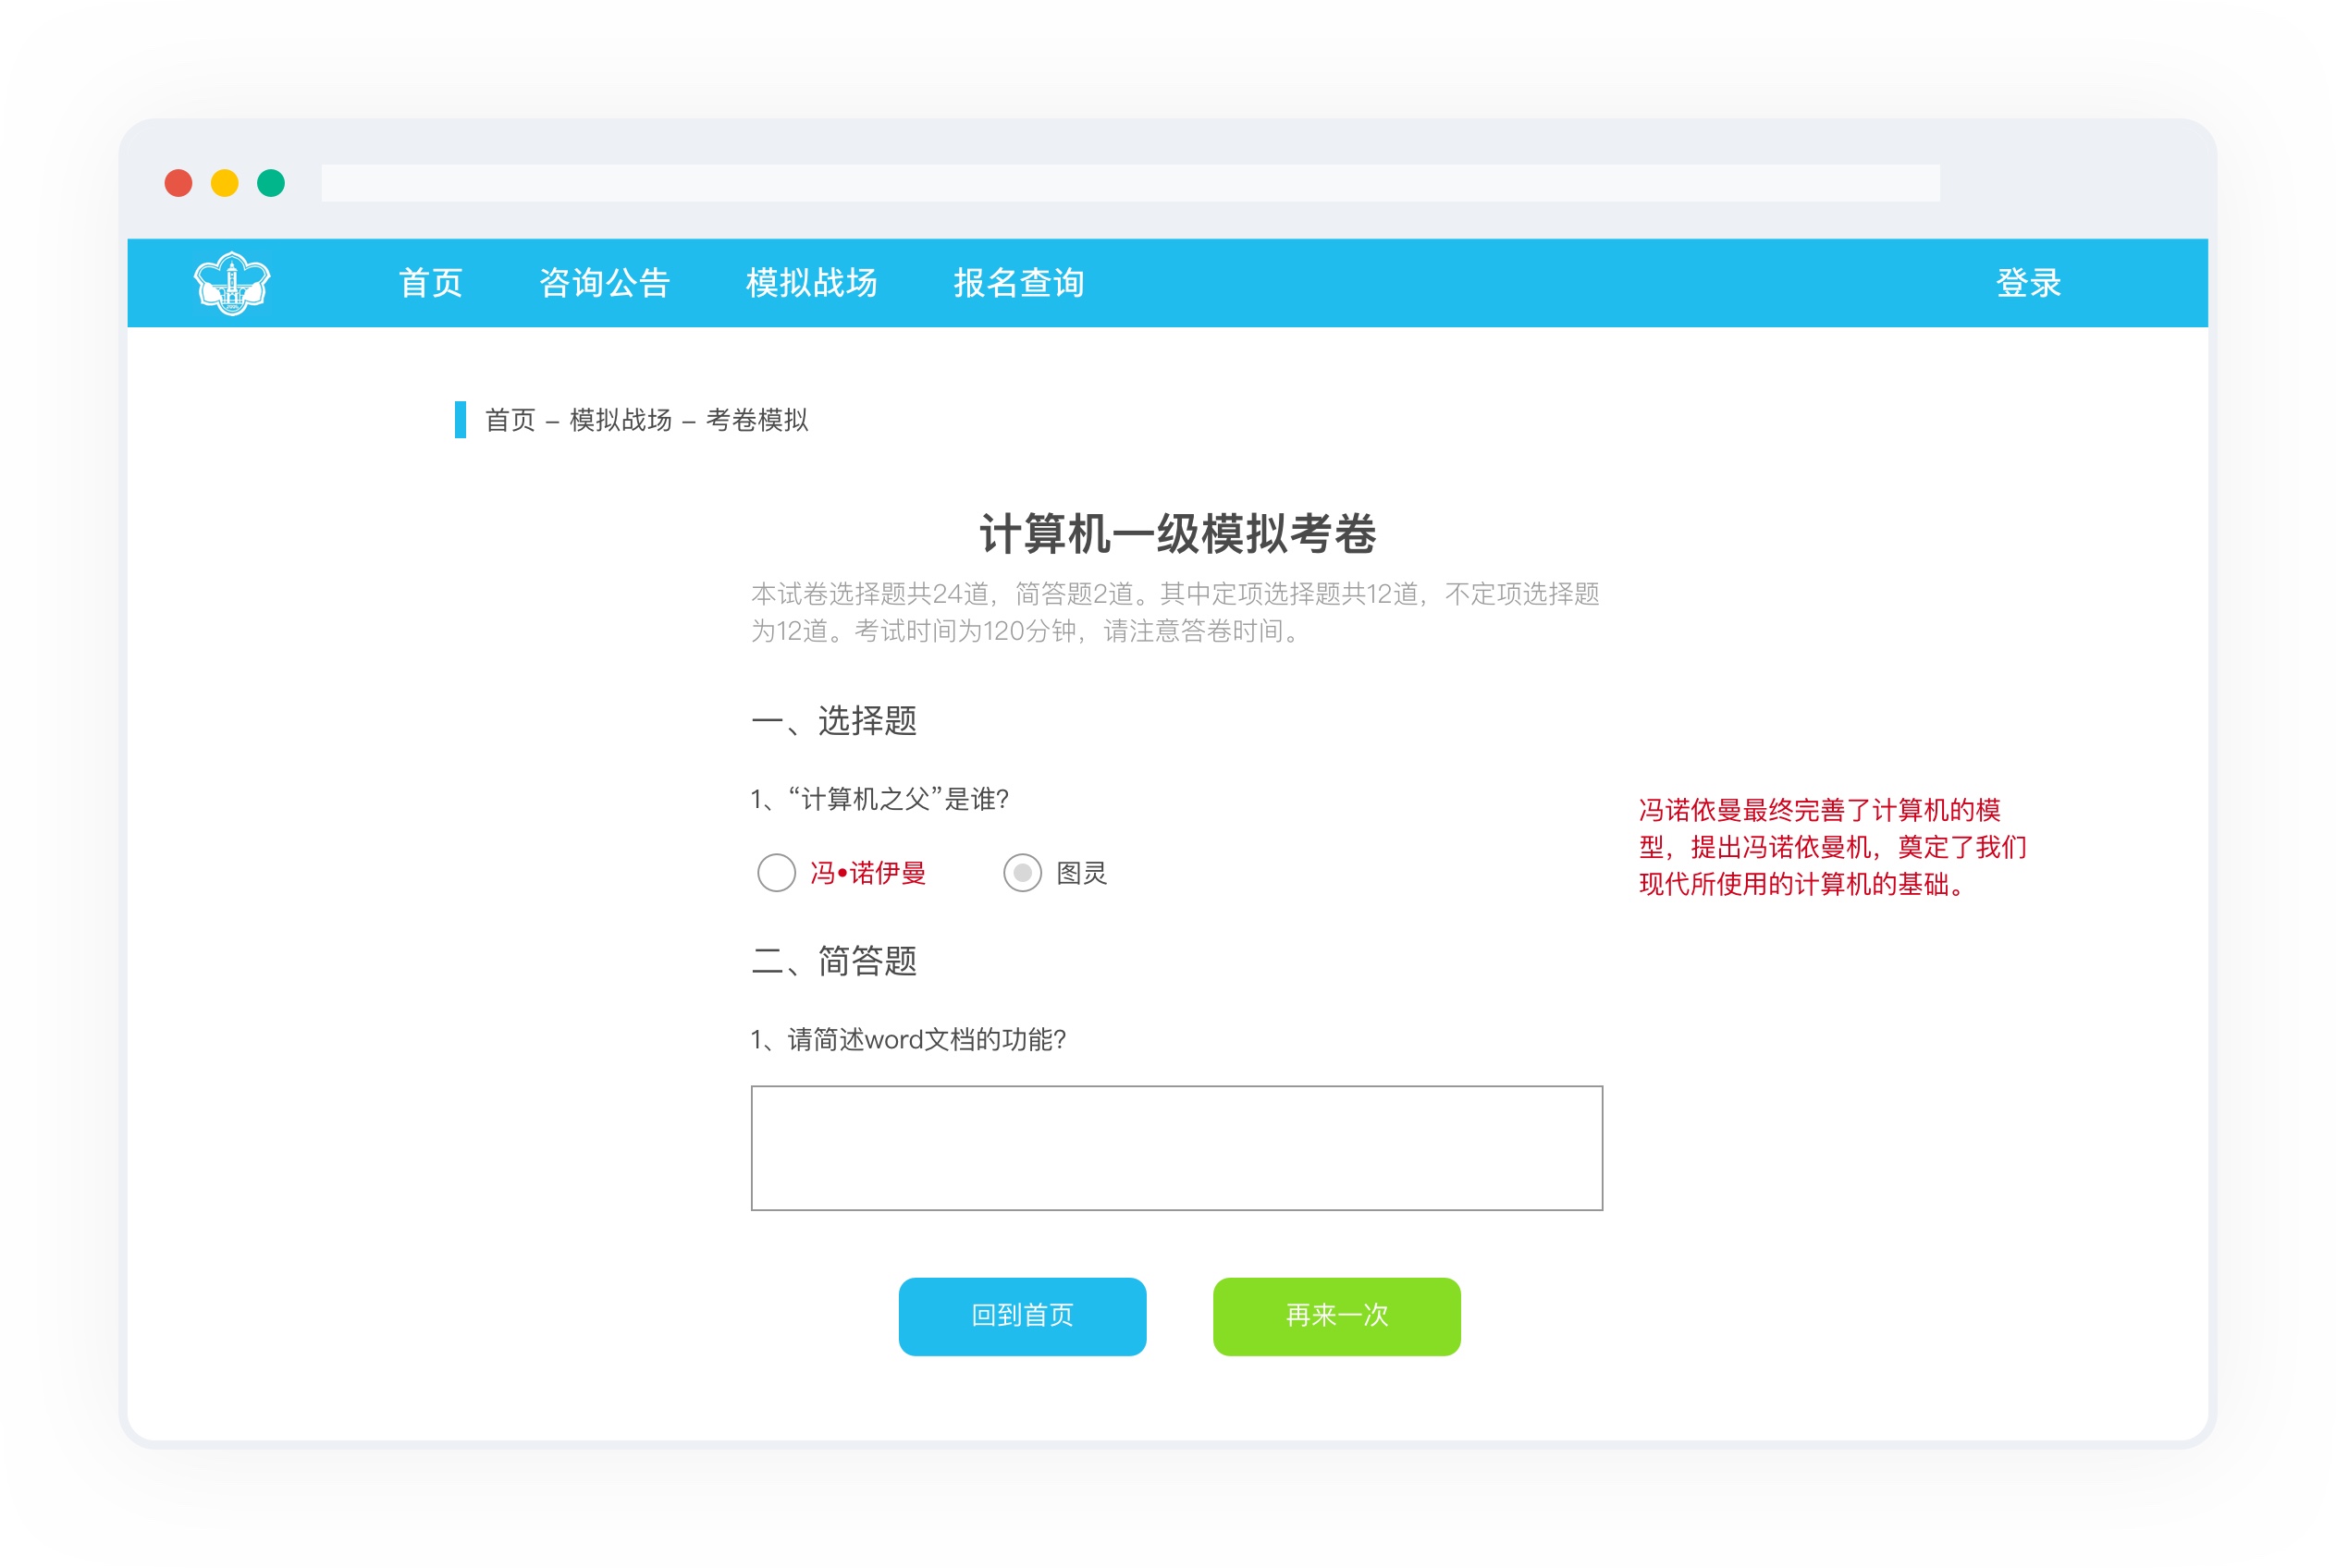 首页 咨询公告 模拟战场 报名查询 登录
首页 – 模拟战场 – 考卷模拟
计算机一级模拟考卷
本试卷选择题共24道，简答题2道。其中定项选择题共12道，不定项选择题
为12道。考试时间为120分钟，请注意答卷时间。
一、选择题
1、“计算机之父”是谁？
冯•诺伊曼 图灵
冯诺依曼最终完善了计算机的模
型，提出冯诺依曼机，奠定了我们
现代所使用的计算机的基础。
二、简答题
1、请简述word文档的功能？
回到首页 再来一次